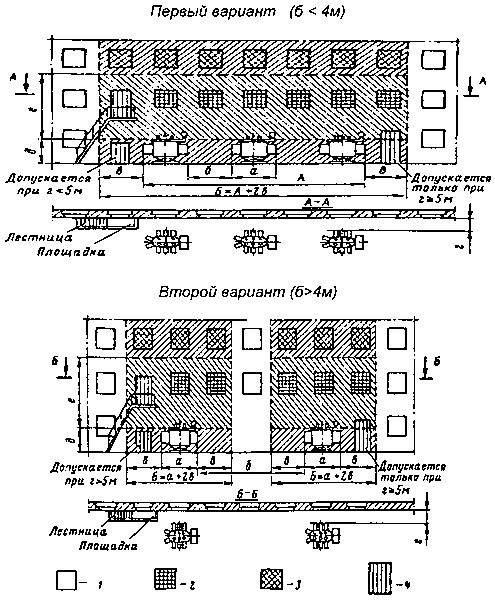 Первый вариант (б < 4м)
А А
г
д
Допускается
при г < 5м
в б а в
А
Б = А + 2в
Допускается
только при
г ≥ 5м
А - А
Лестница
Площадка
г
Второй вариант (б>4м)
Б Б
г
д
Допускается
при г>5м
в а в б в а в
Б = а + 2в Б=а+2в
Допускается
только при
г ≥ 5м
Б-Б
Лестница
Площадка
г
- 1 - 2 - 3 - 4